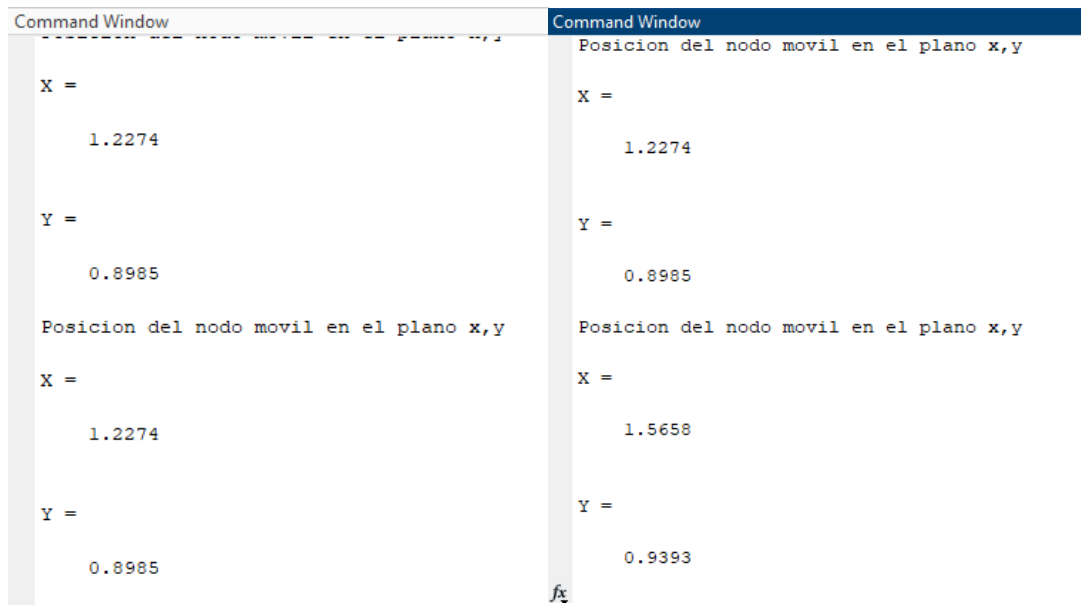 Command Window
X =
1.2274
Y =
0.8985
Posicion del nodo movil en el plano x,y
X =
1.2274
Y =
0.8985
Command Window
Posicion del nodo movil en el plano x,y
X =
1.2274
Y =
0.8985
Posicion del nodo movil en el plano x,y
X =
1.5658
Y =
0.9393
fx